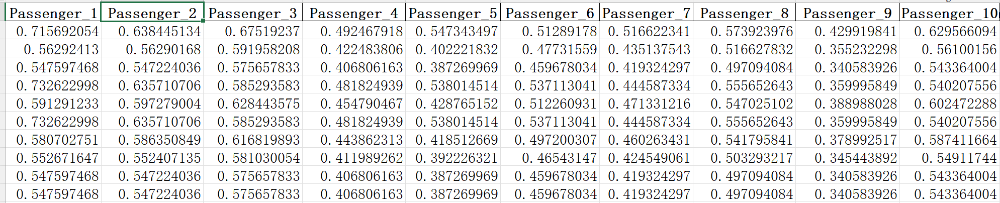 Passenger_1 Passenger_2 Passenger_3 Passenger_4 Passenger_5 Passenger_6 Passenger_7 Passenger_8 Passenger_9 Passenger_10
0.715692054 0.638445134 0.67519237 0.492467918 0.547343497 0.51289178 0.516622341 0.573923976 0.429919841 0.629566094
0.56292413 0.56290168 0.591958208 0.422483806 0.402221832 0.47731559 0.435137543 0.516627832 0.355232298 0.56100156
0.547597468 0.547224036 0.575657833 0.406806163 0.387269969 0.459678034 0.419324297 0.497094084 0.340583926 0.543364004
0.732622998 0.635710706 0.585293583 0.481824939 0.538014514 0.537113041 0.444587334 0.555652643 0.359995849 0.540207556
0.591291233 0.597279004 0.628443575 0.454790467 0.428765152 0.512260931 0.471331216 0.547025102 0.388988028 0.602472288
0.732622998 0.635710706 0.585293583 0.481824939 0.538014514 0.537113041 0.444587334 0.555652643 0.359995849 0.540207556
0.580702751 0.586350849 0.616819893 0.443862313 0.418512669 0.497200307 0.460263431 0.541795841 0.378992517 0.587411664
0.552671647 0.552407135 0.581030054 0.411989262 0.392226321 0.46543147 0.424549061 0.503293217 0.345443892 0.54911744
0.547597468 0.547224036 0.575657833 0.406806163 0.387269969 0.459678034 0.419324297 0.497094084 0.340583926 0.543364004
0.547597468 0.547224036 0.575657833 0.406806163 0.387269969 0.459678034 0.419324297 0.497094084 0.340583926 0.543364004